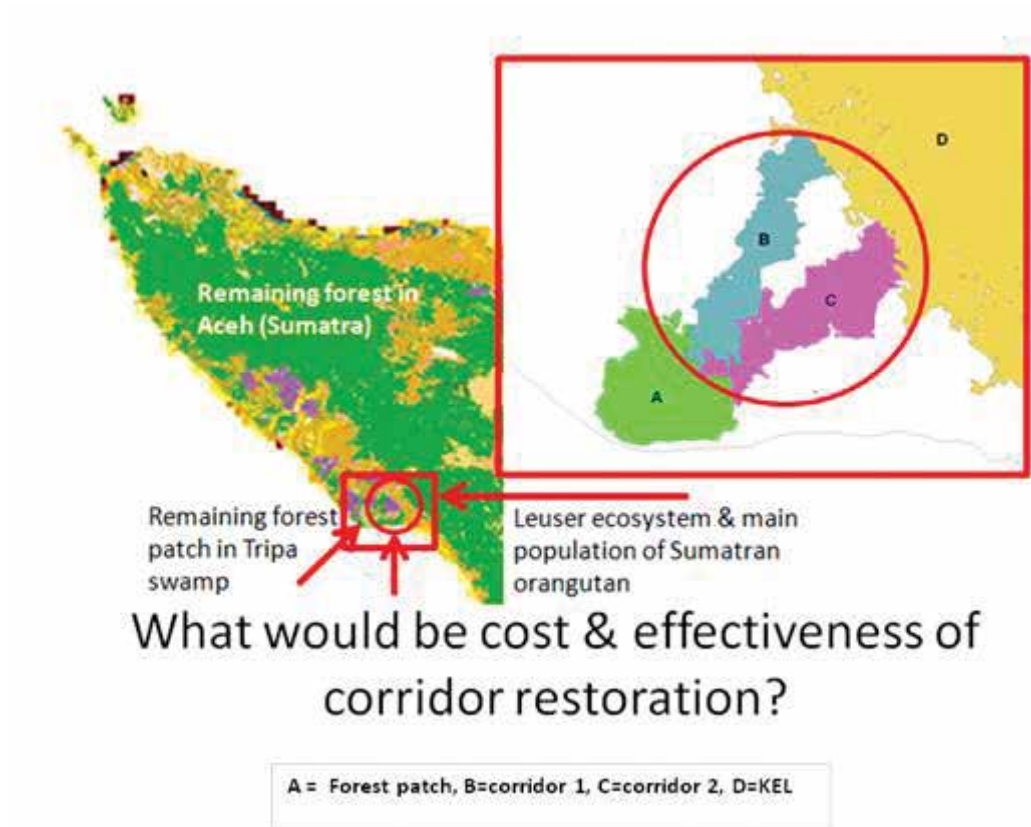 D
B
C
A
Remaining forest in
Aceh (Sumatra)
Remaining forest
patch in Tripa
swamp
Leuser ecosystem & main
population of Sumatran
orangutan
What would be cost & effectiveness of
corridor restoration?
A = Forest patch, B=corridor 1, C=corridor 2, D=KEL